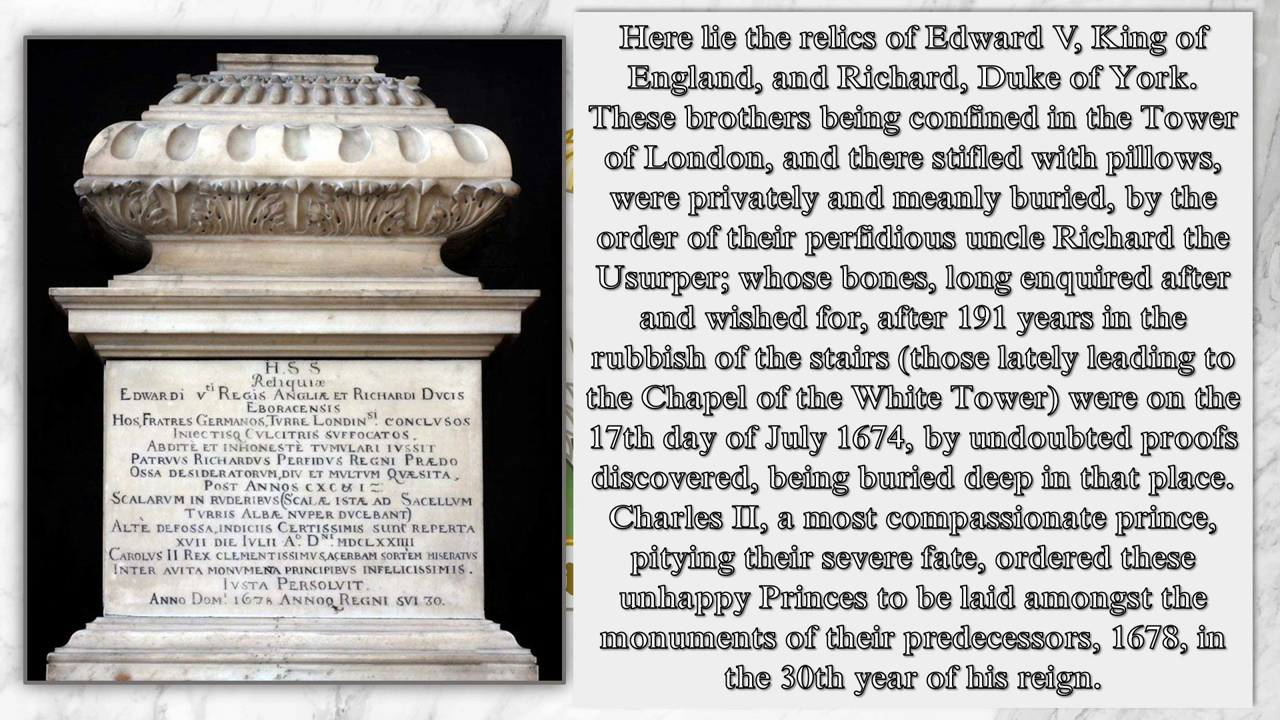 H.S S
Reliquiæ
EDWARDI V^ti REGIS ANGLIÆ ET RICHARDI DVCIS
EBORACENSIS
HOS, FRATRES GERMANOS, TVRRE LONDIN^si CONCLVSOS
INIECTISQ CVLCITRIS SVFFOCATOS,
ABDITE ET INHONESTE TVMVLARI IVSSIT
PATRVVS RICHARDVS PERFIDVS REGNI PRÆDO
OSSA DESIDERATORVM, DIV ET MVLTVM QVÆSITA,
POST ANNOS CXC & I
SCALARVM IN RVDERIBVS (SCALÆ ISTÆ AD SACELLVM
TVRRIS ALBÆ NVPER DVCEBANT)
ALTE DEFOSSA, INDICIIS CERTISSIMIS SUNT REPERTA
XVII DIE IVLII A^o. D^NI. MDCLXXIIII
CAROLVS II REX CLEMENTISSIMVS, ACERBAM SORTEM MISERATVS
INTER AVITA MONVMENTA PRINCIPIBVS INFELICISSIMIS.
IVSTA PERSOLVIT.
ANNO DOM^i. 1678 ANNOQ REGNI SVI 30.
Here lie the relics of Edward V, King of
England, and Richard, Duke of York.
These brothers being confined in the Tower
of London, and there stifled with pillows,
were privately and meanly buried, by the
order of their perfidious uncle Richard the
Usurper; whose bones, long enquired after
and wished for, after 191 years in the
rubbish of the stairs (those lately leading to
the Chapel of the White Tower) were on the
17th day of July 1674, by undoubted proofs
discovered, being buried deep in that place.
Charles II, a most compassionate prince,
pitying their severe fate, ordered these
unhappy Princes to be laid amongst the
monuments of their predecessors, 1678, in
the 30th year of his reign.